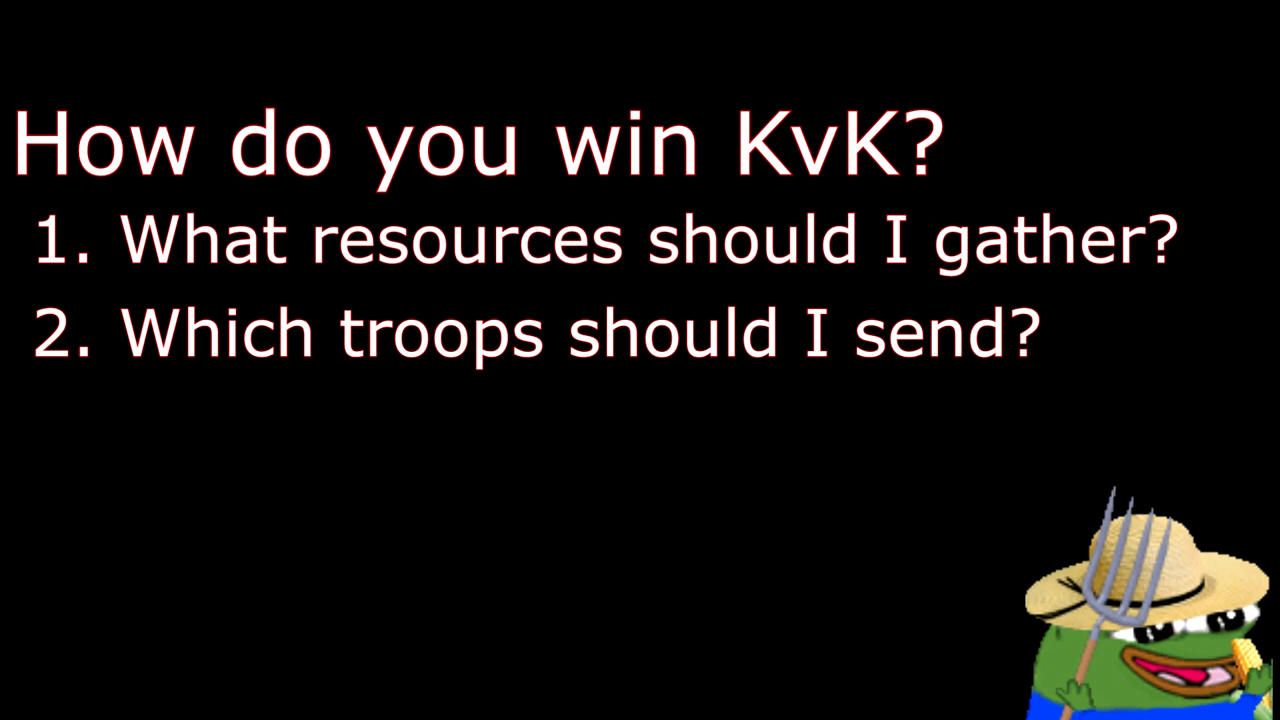 How do you win KvK?
1. What resources should I gather?
2. Which troops should I send?